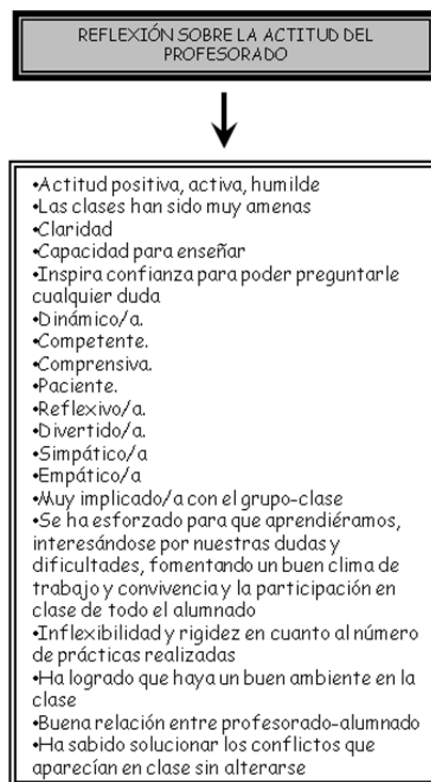 REFLEXIÓN SOBRE LA ACTITUD DEL
PROFESORADO
•Actitud positiva, activa, humilde
•Las clases han sido muy amenas
•Claridad
•Capacidad para enseñar
•Inspira confianza para poder preguntarle
cualquier duda
•Dinámico/a.
•Competente.
•Comprensiva.
•Paciente.
•Reflexivo/a.
•Divertido/a.
•Simpático/a
•Empático/a
•Muy implicado/a con el grupo-clase
•Se ha esforzado para que aprendiéramos,
interesándose por nuestras dudas y
dificultades, fomentando un buen clima de
trabajo y convivencia y la participación en
clase de todo el alumnado
•Inflexibilidad y rigidez en cuanto al número
de prácticas realizadas
•Ha logrado que haya un buen ambiente en la
clase
•Buena relación entre profesorado-alumnado
•Ha sabido solucionar los conflictos que
aparecían en clase sin alterarse